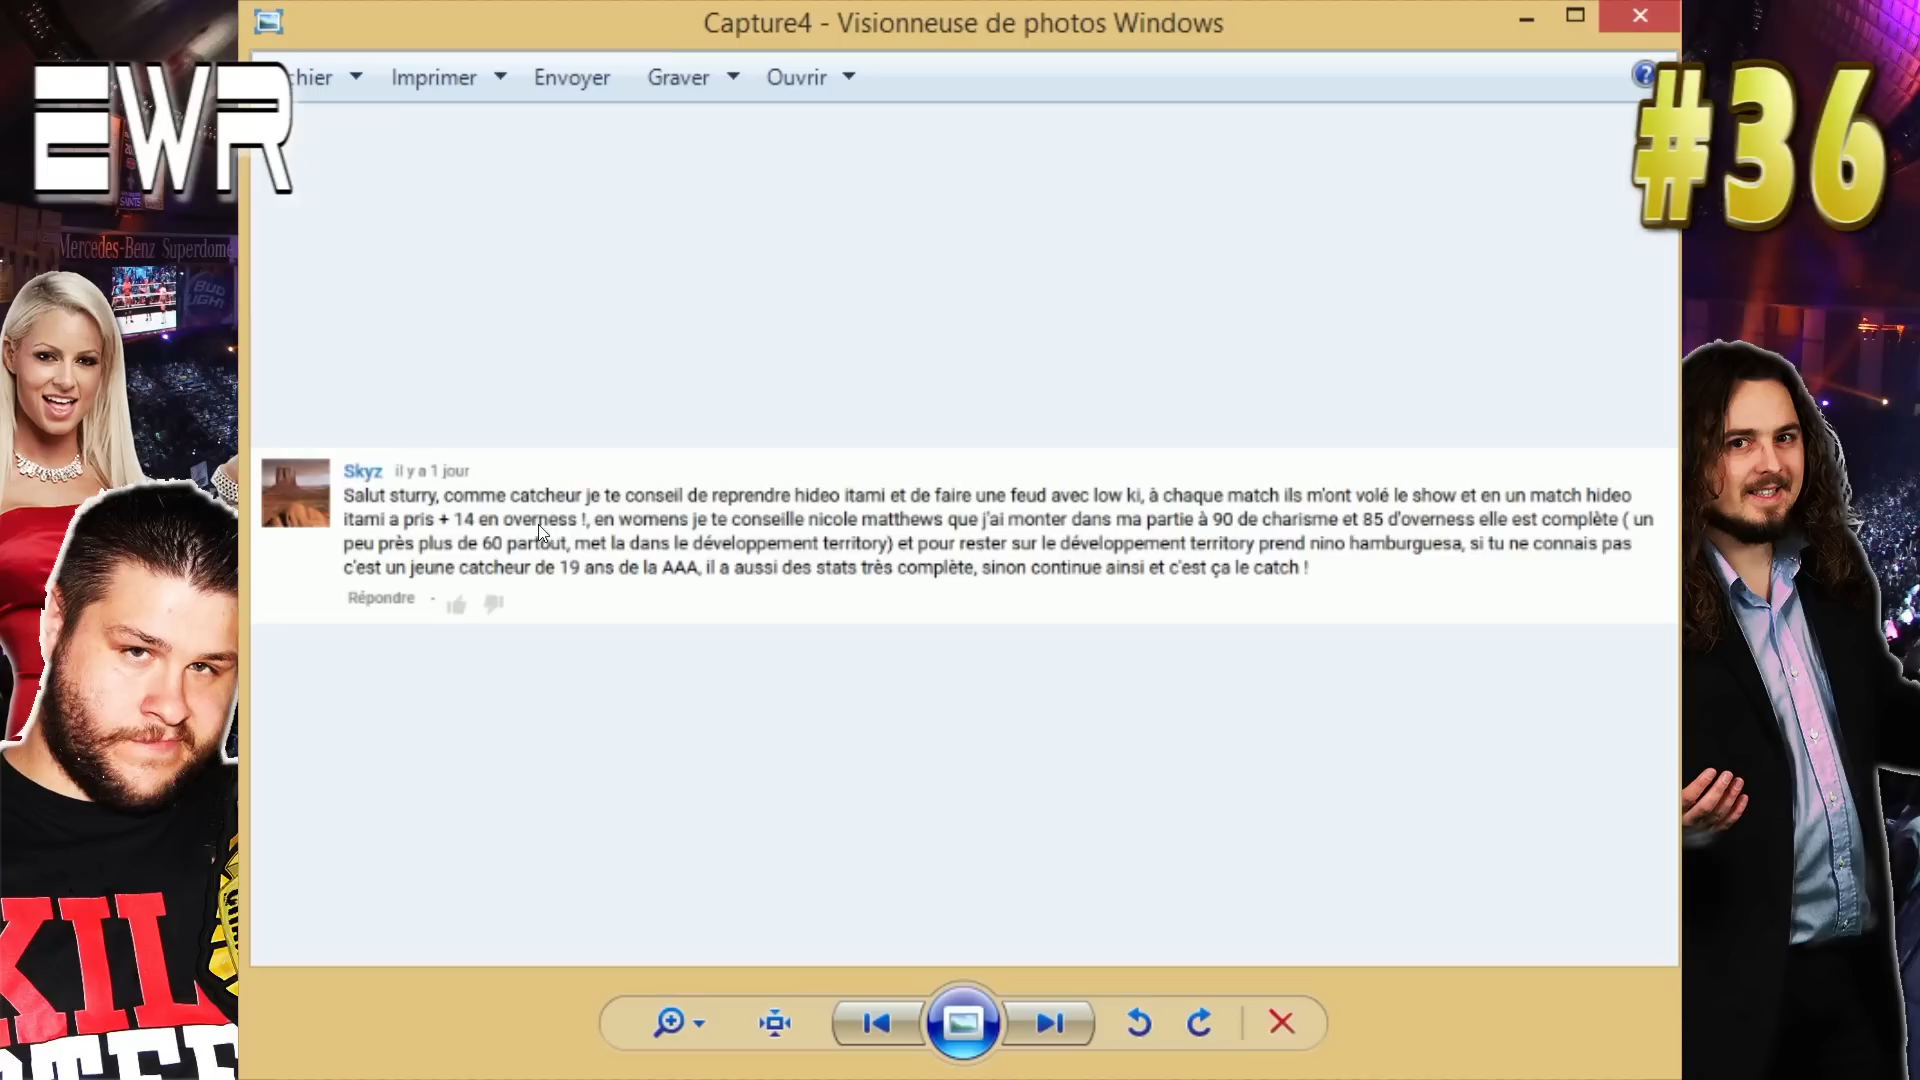 Capture4 - Visionneuse de photos Windows
chier Imprimer Envoyer Graver Ouvrir
EWR
#36
Mercedes-Benz Superdome
BUD
LIGHT
SAINTS
Skyz il y a 1 jour
Salut sturry, comme catcheur je te conseil de reprendre hideo itami et de faire une feud avec low ki, à chaque match ils m'ont volé le show et en un match hideo
itami a pris + 14 en overness !, en womens je te conseille nicole matthews que j'ai monter dans ma partie à 90 de charisme et 85 d'overness elle est complète ( un
peu près plus de 60 partout, met la dans le développement territory) et pour rester sur le développement territory prend nino hamburguesa, si tu ne connais pas
c'est un jeune catcheur de 19 ans de la AAA, il a aussi des stats très complète, sinon continue ainsi et c'est ça le catch !
Répondre
KIL